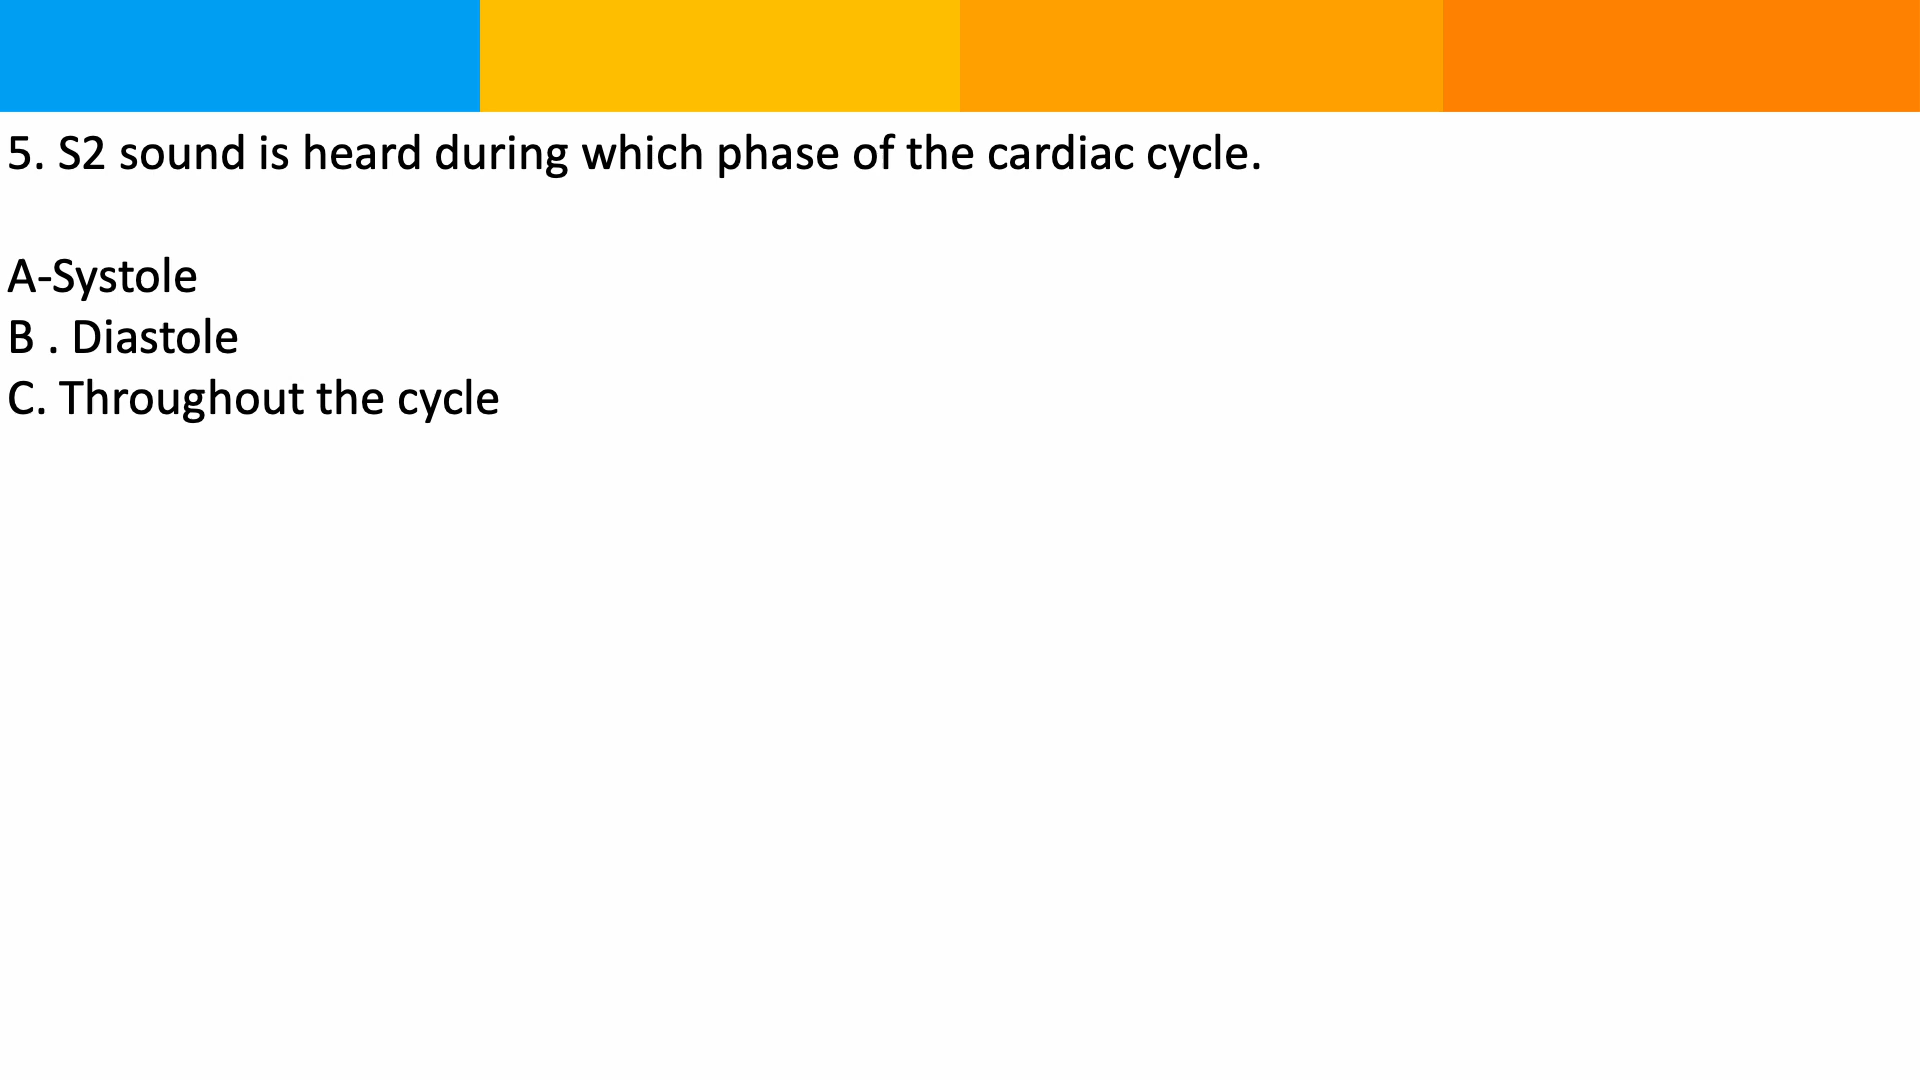 5. S2 sound is heard during which phase of the cardiac cycle.
A-Systole
B . Diastole
C. Throughout the cycle